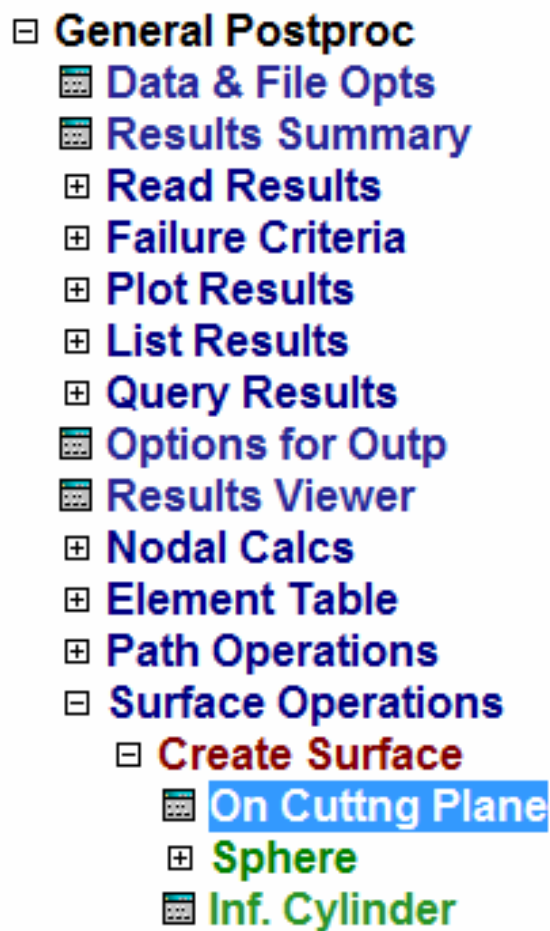 General Postproc
Data & File Opts
Results Summary
Read Results
Failure Criteria
Plot Results
List Results
Query Results
Options for Outp
Results Viewer
Nodal Calcs
Element Table
Path Operations
Surface Operations
Create Surface
On Cuttng Plane
Sphere
Inf. Cylinder